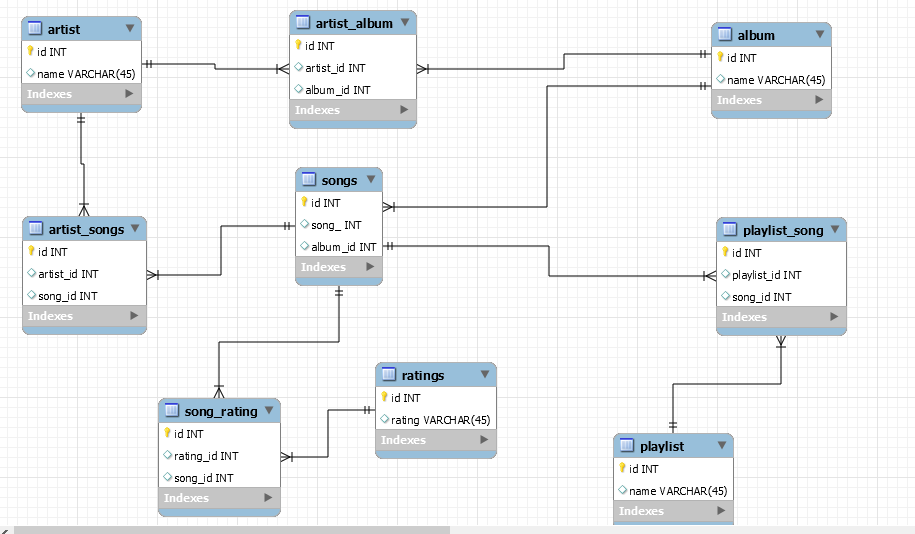 artist
id INT
name VARCHAR(45)
Indexes
artist_album
id INT
artist_id INT
album_id INT
Indexes
album
id INT
name VARCHAR(45)
Indexes
songs
id INT
song_ INT
album_id INT
Indexes
artist_songs
id INT
artist_id INT
song_id INT
Indexes
playlist_song
id INT
playlist_id INT
song_id INT
Indexes
song_rating
id INT
rating_id INT
song_id INT
Indexes
ratings
id INT
rating VARCHAR(45)
Indexes
playlist
id INT
name VARCHAR(45)
Indexes